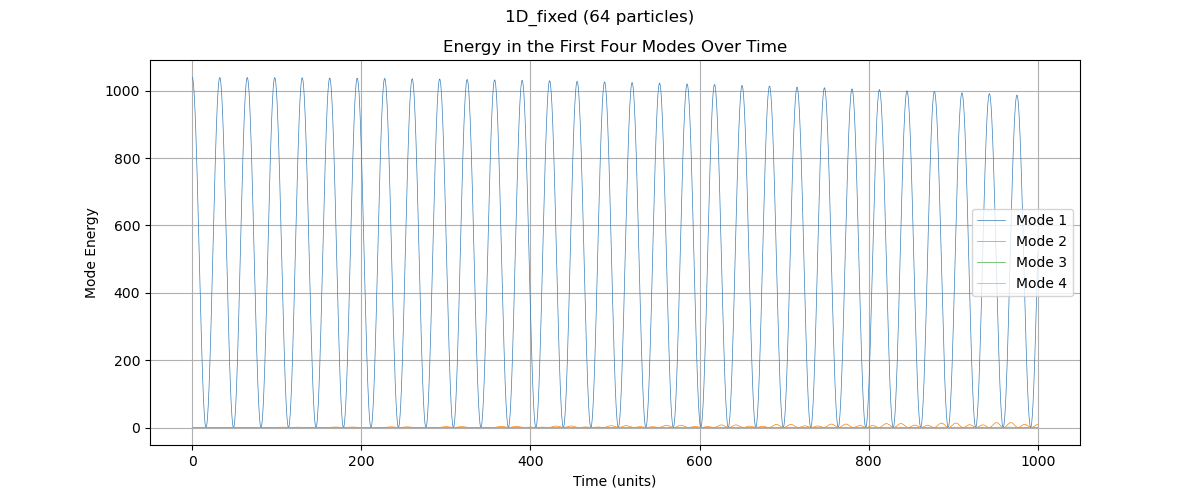 1D_fixed (64 particles)
Energy in the First Four Modes Over Time
Mode Energy
1000
800
600
400
200
0
Mode 1
Mode 2
Mode 3
Mode 4
0 200 400 600 800 1000
Time (units)